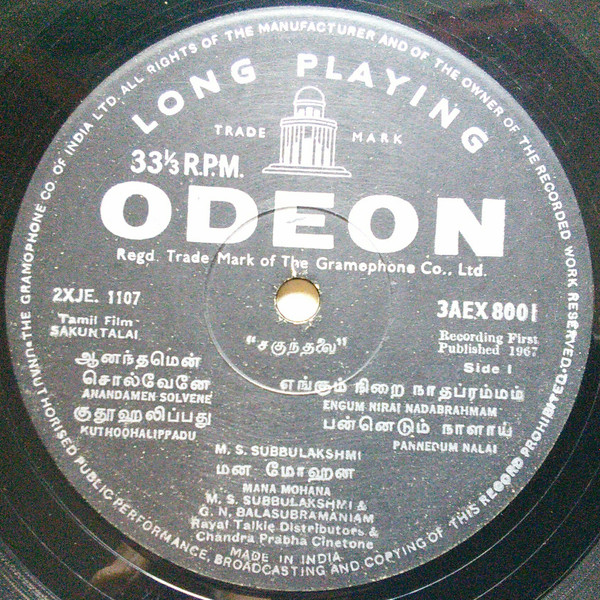 THE GRAMOPHONE CO. OF INDIA LTD. ALL RIGHTS OF THE MANUFACTURER AND OF THE OWNER OF THE RECORDED WORK RESERVED. UNAUTHORISED PUBLIC PERFORMANCE, BROADCASTING AND COPYING OF THIS RECORD PROHIBITED.
LONG PLAYING
TRADE MARK
33⅓ R.P.M.
ODEON
Regd. Trade Mark of The Gramephone Co., Ltd.
2XJE. 1107
3AEX 8001
Tamil Film
SAKUNTALAI
"சகுந்தலை"
Recording First
Published 1967
Side 1
ஆனந்தமென்
சொல்வேனே
ANANDAMEN SOLVENE
குதூஹலிப்பது
KUTHOOHALIPPADU
எங்கும் நிறை நாதப்ரம்மம்
ENGUM NIRAI NADABRAHMAM
பன்னெடும் நாளாய்
PANNEDUM NALAI
M. S. SUBBULAKSHMI
மன மோஹன
MANA MOHANA
M. S. SUBBULAKSHMI &
G. N. BALASUBRAMANIAM
Rayal Talkie Distributors &
Chandra Prabha Cinetone
MADE IN INDIA